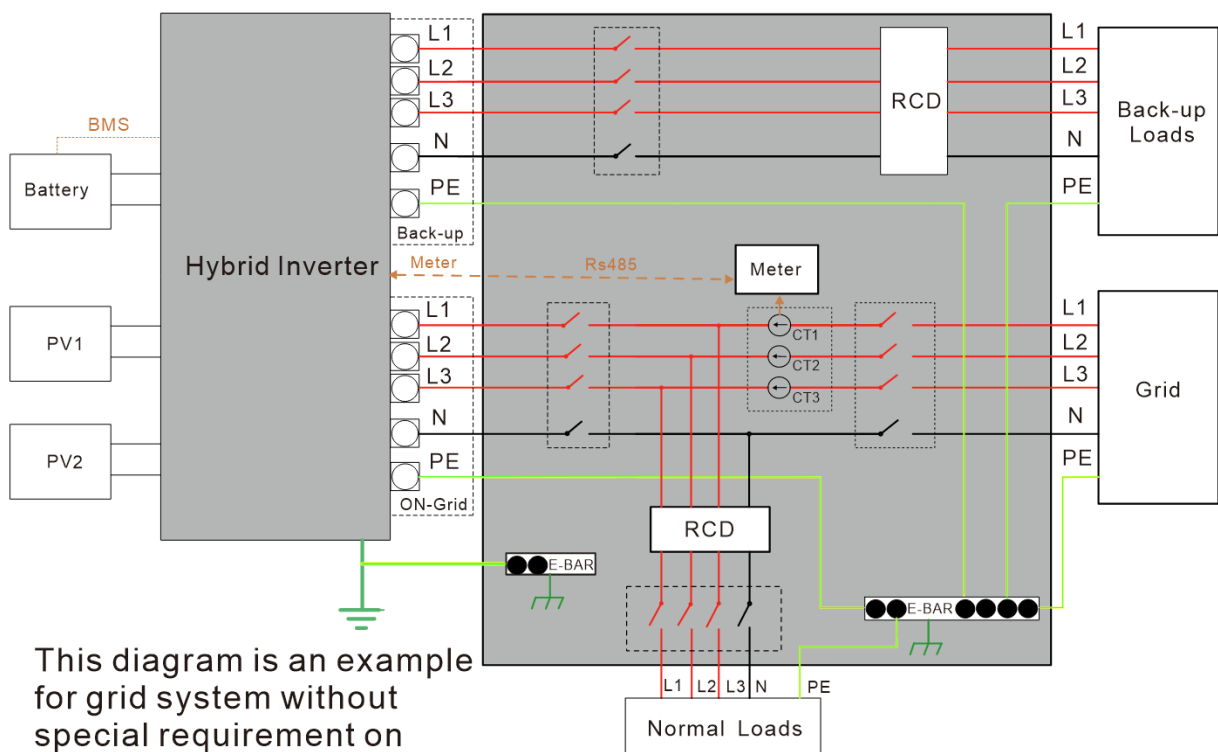 L1
L2
L3
N
PE
Back-up
BMS
Battery
Hybrid Inverter
PV1
PV2
Meter
Rs485
Meter
L1
L2
L3
N
PE
ON-Grid
RCD
L1
L2
L3
N
PE
Back-up
Loads
CT1
CT2
CT3
L1
L2
L3
N
PE
Grid
RCD
E-BAR
E-BAR
L1
L2
L3
N
PE
Normal Loads
This diagram is an example
for grid system without
special requirement on